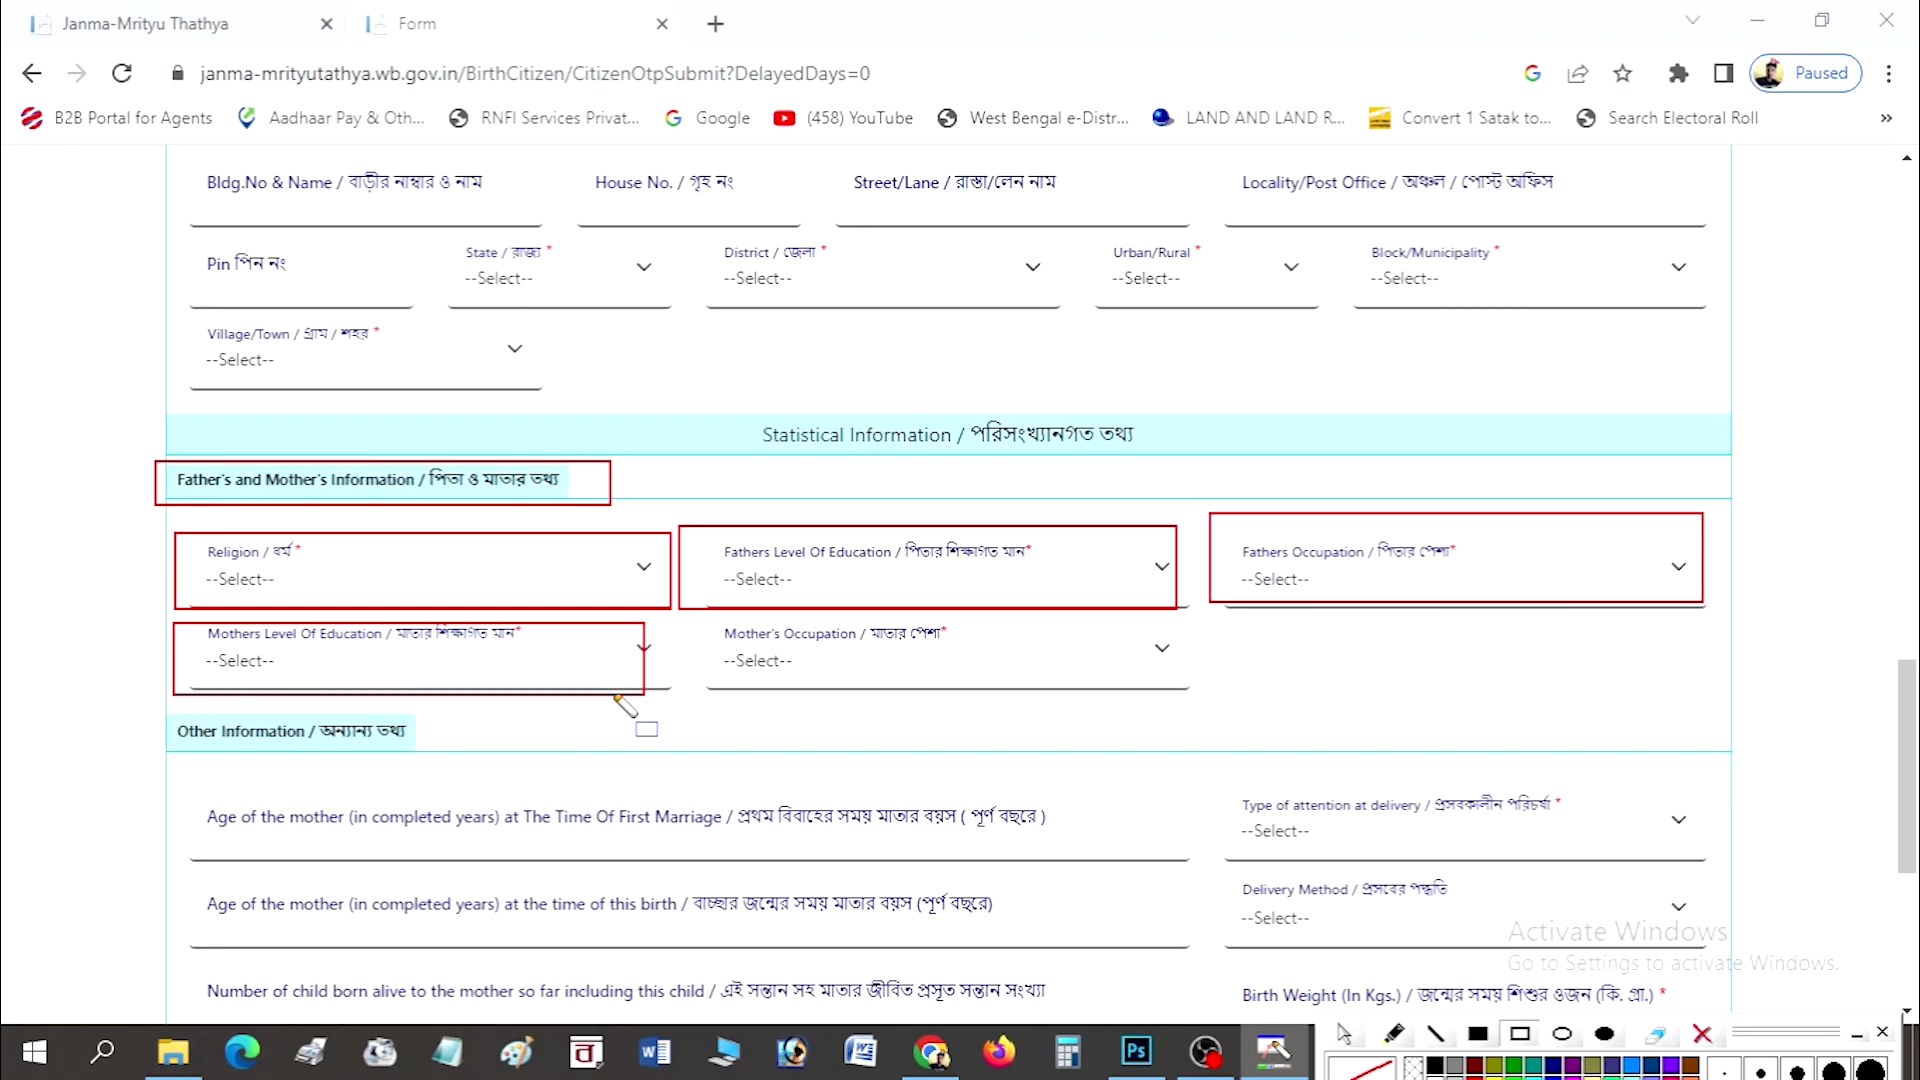 Janma-Mrityu Thathya
Form
janma-mrityutathya.wb.gov.in/BirthCitizen/CitizenOtpSubmit?DelayedDays=0
Paused
B2B Portal for Agents
Aadhaar Pay & Oth...
RNFI Services Privat...
Google
(458) YouTube
West Bengal e-Distr...
LAND AND LAND R...
Convert 1 Satak to...
Search Electoral Roll
»
Bldg.No & Name / বাড়ীর নাম্বার ও নাম
House No. / গৃহ নং
Street/Lane / রাস্তা/লেন নাম
Locality/Post Office / অঞ্চল / পোস্ট অফিস
Pin পিন নং
State / রাজ্য *
--Select--
District / জেলা *
--Select--
Urban/Rural *
--Select--
Block/Municipality *
--Select--
Village/Town / গ্রাম / শহর *
--Select--
Statistical Information / পরিসংখ্যানগত তথ্য
Father's and Mother's Information / পিতা ও মাতার তথ্য
Religion / ধর্ম *
--Select--
Fathers Level Of Education / পিতার শিক্ষাগত মান*
--Select--
Fathers Occupation / পিতার পেশা*
--Select--
Mothers Level Of Education / মাতার শিক্ষাগত মান*
--Select--
Mother's Occupation / মাতার পেশা*
--Select--
Other Information / অন্যান্য তথ্য
Age of the mother (in completed years) at The Time Of First Marriage / প্রথম বিবাহের সময় মাতার বয়স ( পূর্ণ বছরে )
Type of attention at delivery / প্রসবকালীন পরিচর্যা *
--Select--
Age of the mother (in completed years) at the time of this birth / বাচ্ছার জন্মের সময় মাতার বয়স (পূর্ণ বছরে)
Delivery Method / প্রসবের পদ্ধতি
--Select--
Activate Windows
Go to Settings to activate Windows.
Number of child born alive to the mother so far including this child / এই সন্তান সহ মাতার জীবিত প্রসূত সন্তান সংখ্যা
Birth Weight (In Kgs.) / জন্মের সময় শিশুর ওজন (কি. গ্রা.) *
Ps